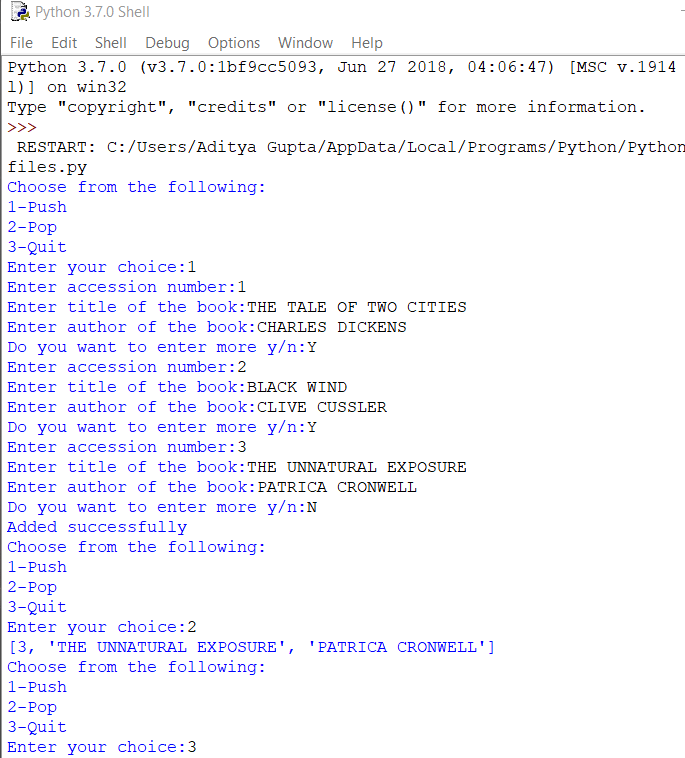 Python 3.7.0 Shell
File Edit Shell Debug Options Window Help
Python 3.7.0 (v3.7.0:1bf9cc5093, Jun 27 2018, 04:06:47) [MSC v.1914
l)] on win32
Type "copyright", "credits" or "license()" for more information.
>>>
RESTART: C:/Users/Aditya Gupta/AppData/Local/Programs/Python/Python
files.py
Choose from the following:
1-Push
2-Pop
3-Quit
Enter your choice:1
Enter accession number:1
Enter title of the book:THE TALE OF TWO CITIES
Enter author of the book:CHARLES DICKENS
Do you want to enter more y/n:Y
Enter accession number:2
Enter title of the book:BLACK WIND
Enter author of the book:CLIVE CUSSLER
Do you want to enter more y/n:Y
Enter accession number:3
Enter title of the book:THE UNNATURAL EXPOSURE
Enter author of the book:PATRICA CRONWELL
Do you want to enter more y/n:N
Added successfully
Choose from the following:
1-Push
2-Pop
3-Quit
Enter your choice:2
[3, 'THE UNNATURAL EXPOSURE', 'PATRICA CRONWELL']
Choose from the following:
1-Push
2-Pop
3-Quit
Enter your choice:3